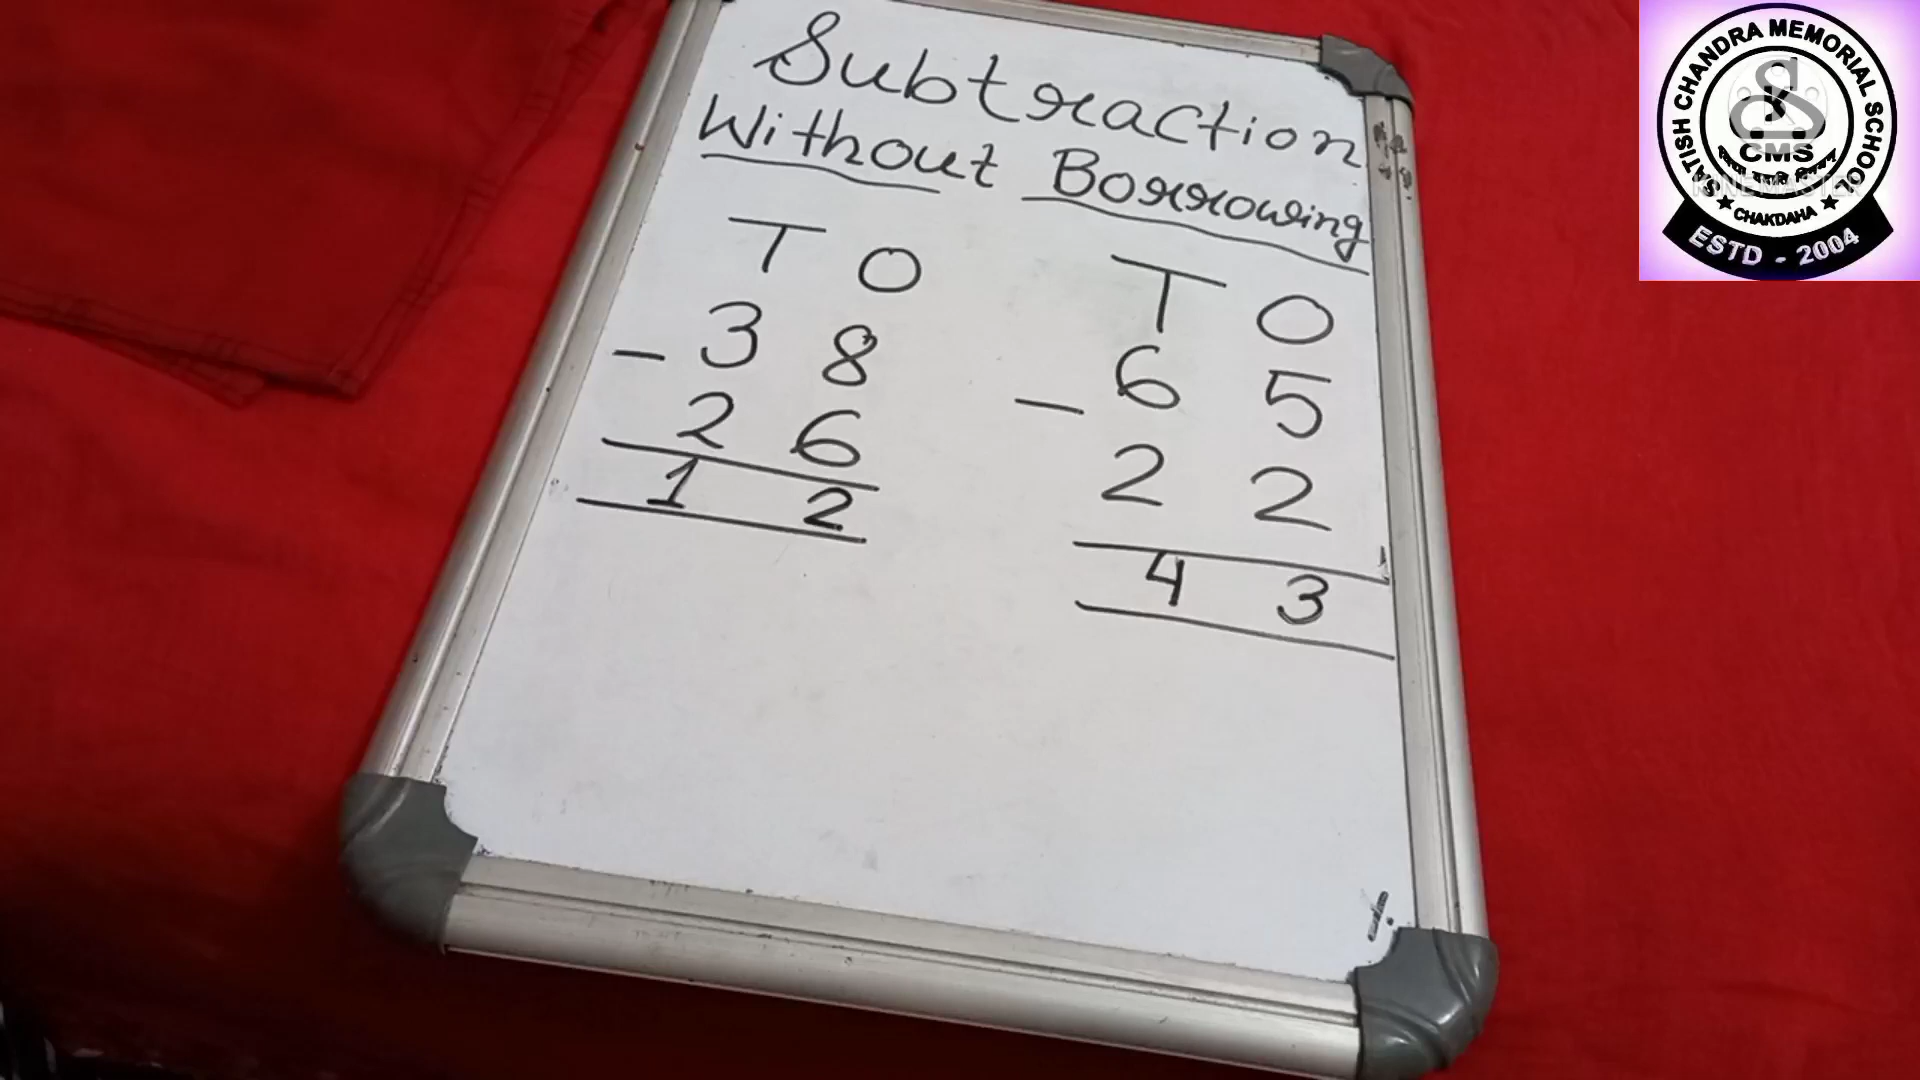 Subtraction
Without Borrowing
T O
- 3 8
2 6
1 2
T O
- 6 5
2 2
4 3
SATISH CHANDRA MEMORIAL SCHOOL
CMS
★ CHAKDAHA ★
ESTD - 2004
KINEMASTER